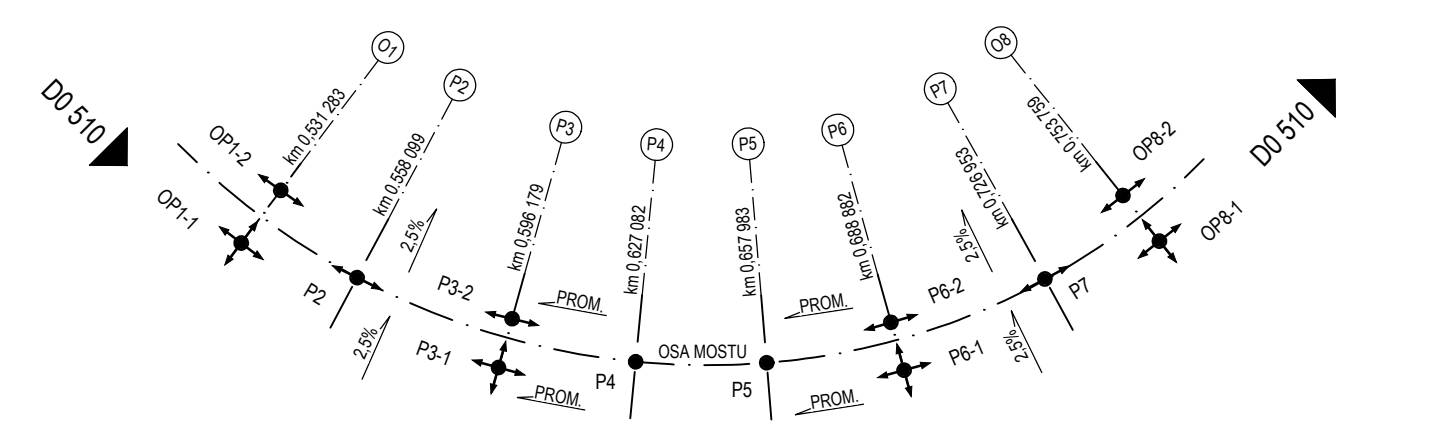 O1
P2
P3
P4
P5
P6
P7
O8
D0 510
D0 510
km 0,531 283
km 0.558 099
km 0,596 179
km 0,627 082
km 0,657 983
km 0,688 882
km 0,726 953
km 0,753 759
OP1-2
OP1-1
OP8-2
OP8-1
2,5%
2,5%
2,5%
2,5%
P2
P3-2
P3-1
PROM.
PROM.
P4
OSA MOSTU
P5
PROM.
PROM.
P6-2
P6-1
P7